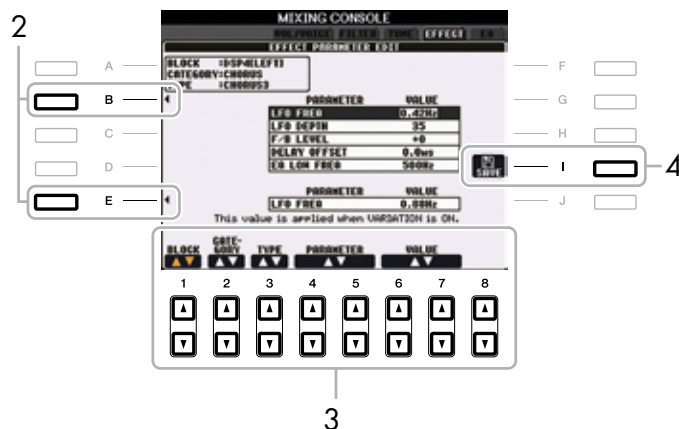 MIXING CONSOLE
VOL/VOICE FILTER TUNE EFFECT EQ
EFFECT PARAMETER EDIT
BLOCK :DSP4(LEFT)
CATEGORY:CHORUS
TYPE :CHORUS3
PARAMETER VALUE
LFO FREQ 0.42Hz
LFO DEPTH 35
F/B LEVEL +0
DELAY OFFSET 0.0ms
EQ LOW FREQ 500Hz
PARAMETER VALUE
LFO FREQ 0.88Hz
This value is applied when VARIATION is ON.
BLOCK CATE-GORY TYPE PARAMETER VALUE
SAVE
A
B
C
D
E
F
G
H
I
J
1 2 3 4 5 6 7 8
2
3
4